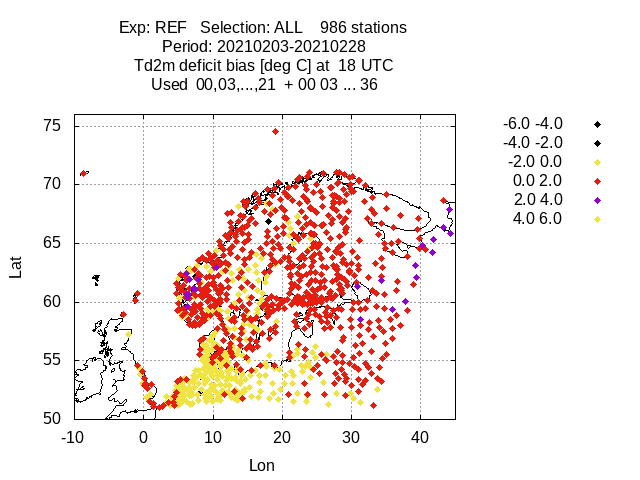 Exp: REF   Selection: ALL    986 stations
Period: 20210203-20210228
Td2m deficit bias [deg C] at  18 UTC
Used  00,03,...,21  + 00 03 ... 36
75
70
65
60
55
50
Lat
-10 0 10 20 30 40
Lon
-6.0 -4.0
-4.0 -2.0
-2.0 0.0
0.0 2.0
2.0 4.0
4.0 6.0